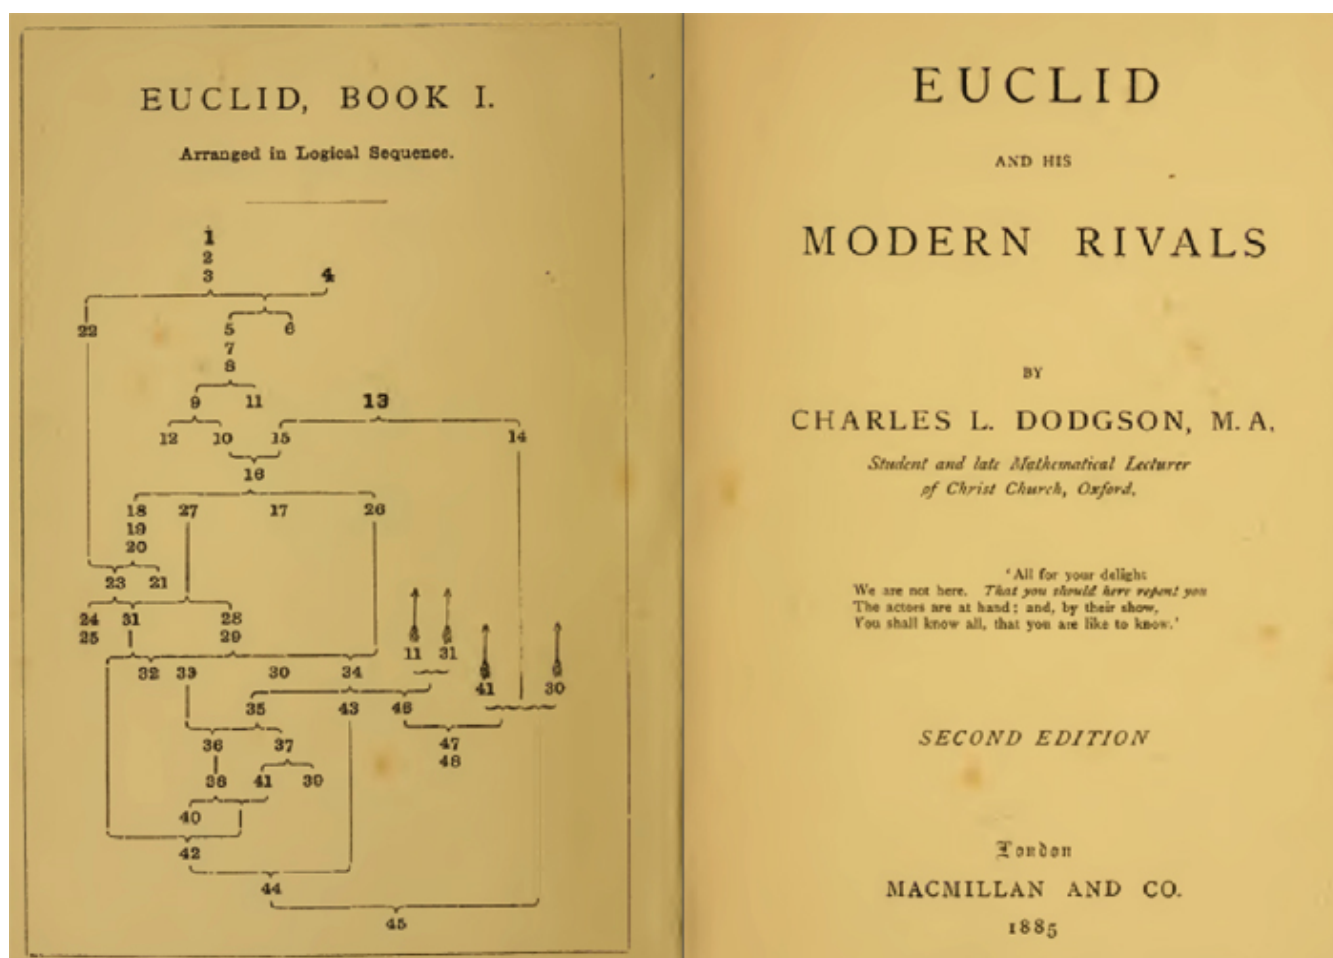 EUCLID, BOOK I.
Arranged in Logical Sequence.
1
2
3 4
22 5 6
7
8
9 11 13
12 10 15 14
16
18 27 17 26
19
20
23 21
24 31 28
25 29 11 31
32 33 30 34 41 30
35 43 46
36 37 47
48
38 41 39
40
42
44
45
EUCLID
AND HIS
MODERN RIVALS
BY
CHARLES L. DODGSON, M.A.
Student and late Mathematical Lecturer
of Christ Church, Oxford.
'All for your delight
We are not here. That you should here repent you
The actors are at hand; and, by their show,
You shall know all, that you are like to know.'
SECOND EDITION
London
MACMILLAN AND CO.
1885